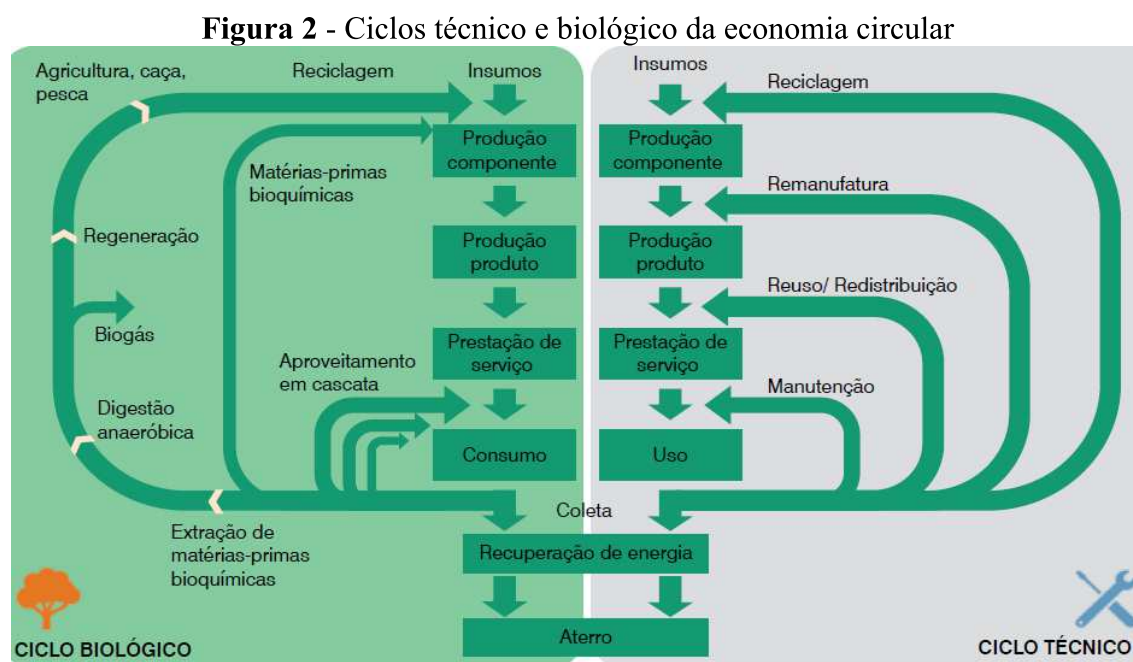 Figura 2 - Ciclos técnico e biológico da economia circular
Agricultura, caça,
pesca
Reciclagem
Insumos
Produção
componente
Matérias-primas
bioquímicas
Regeneração
Produção
produto
Biogás
Prestação de
serviço
Aproveitamento
em cascata
Digestão
anaeróbica
Consumo
Extração de
matérias-primas
bioquímicas
CICLO BIOLÓGICO
Insumos
Reciclagem
Produção
componente
Remanufatura
Produção
produto
Reuso/ Redistribuição
Prestação de
serviço
Manutenção
Uso
Coleta
Recuperação de energia
Aterro
CICLO TÉCNICO